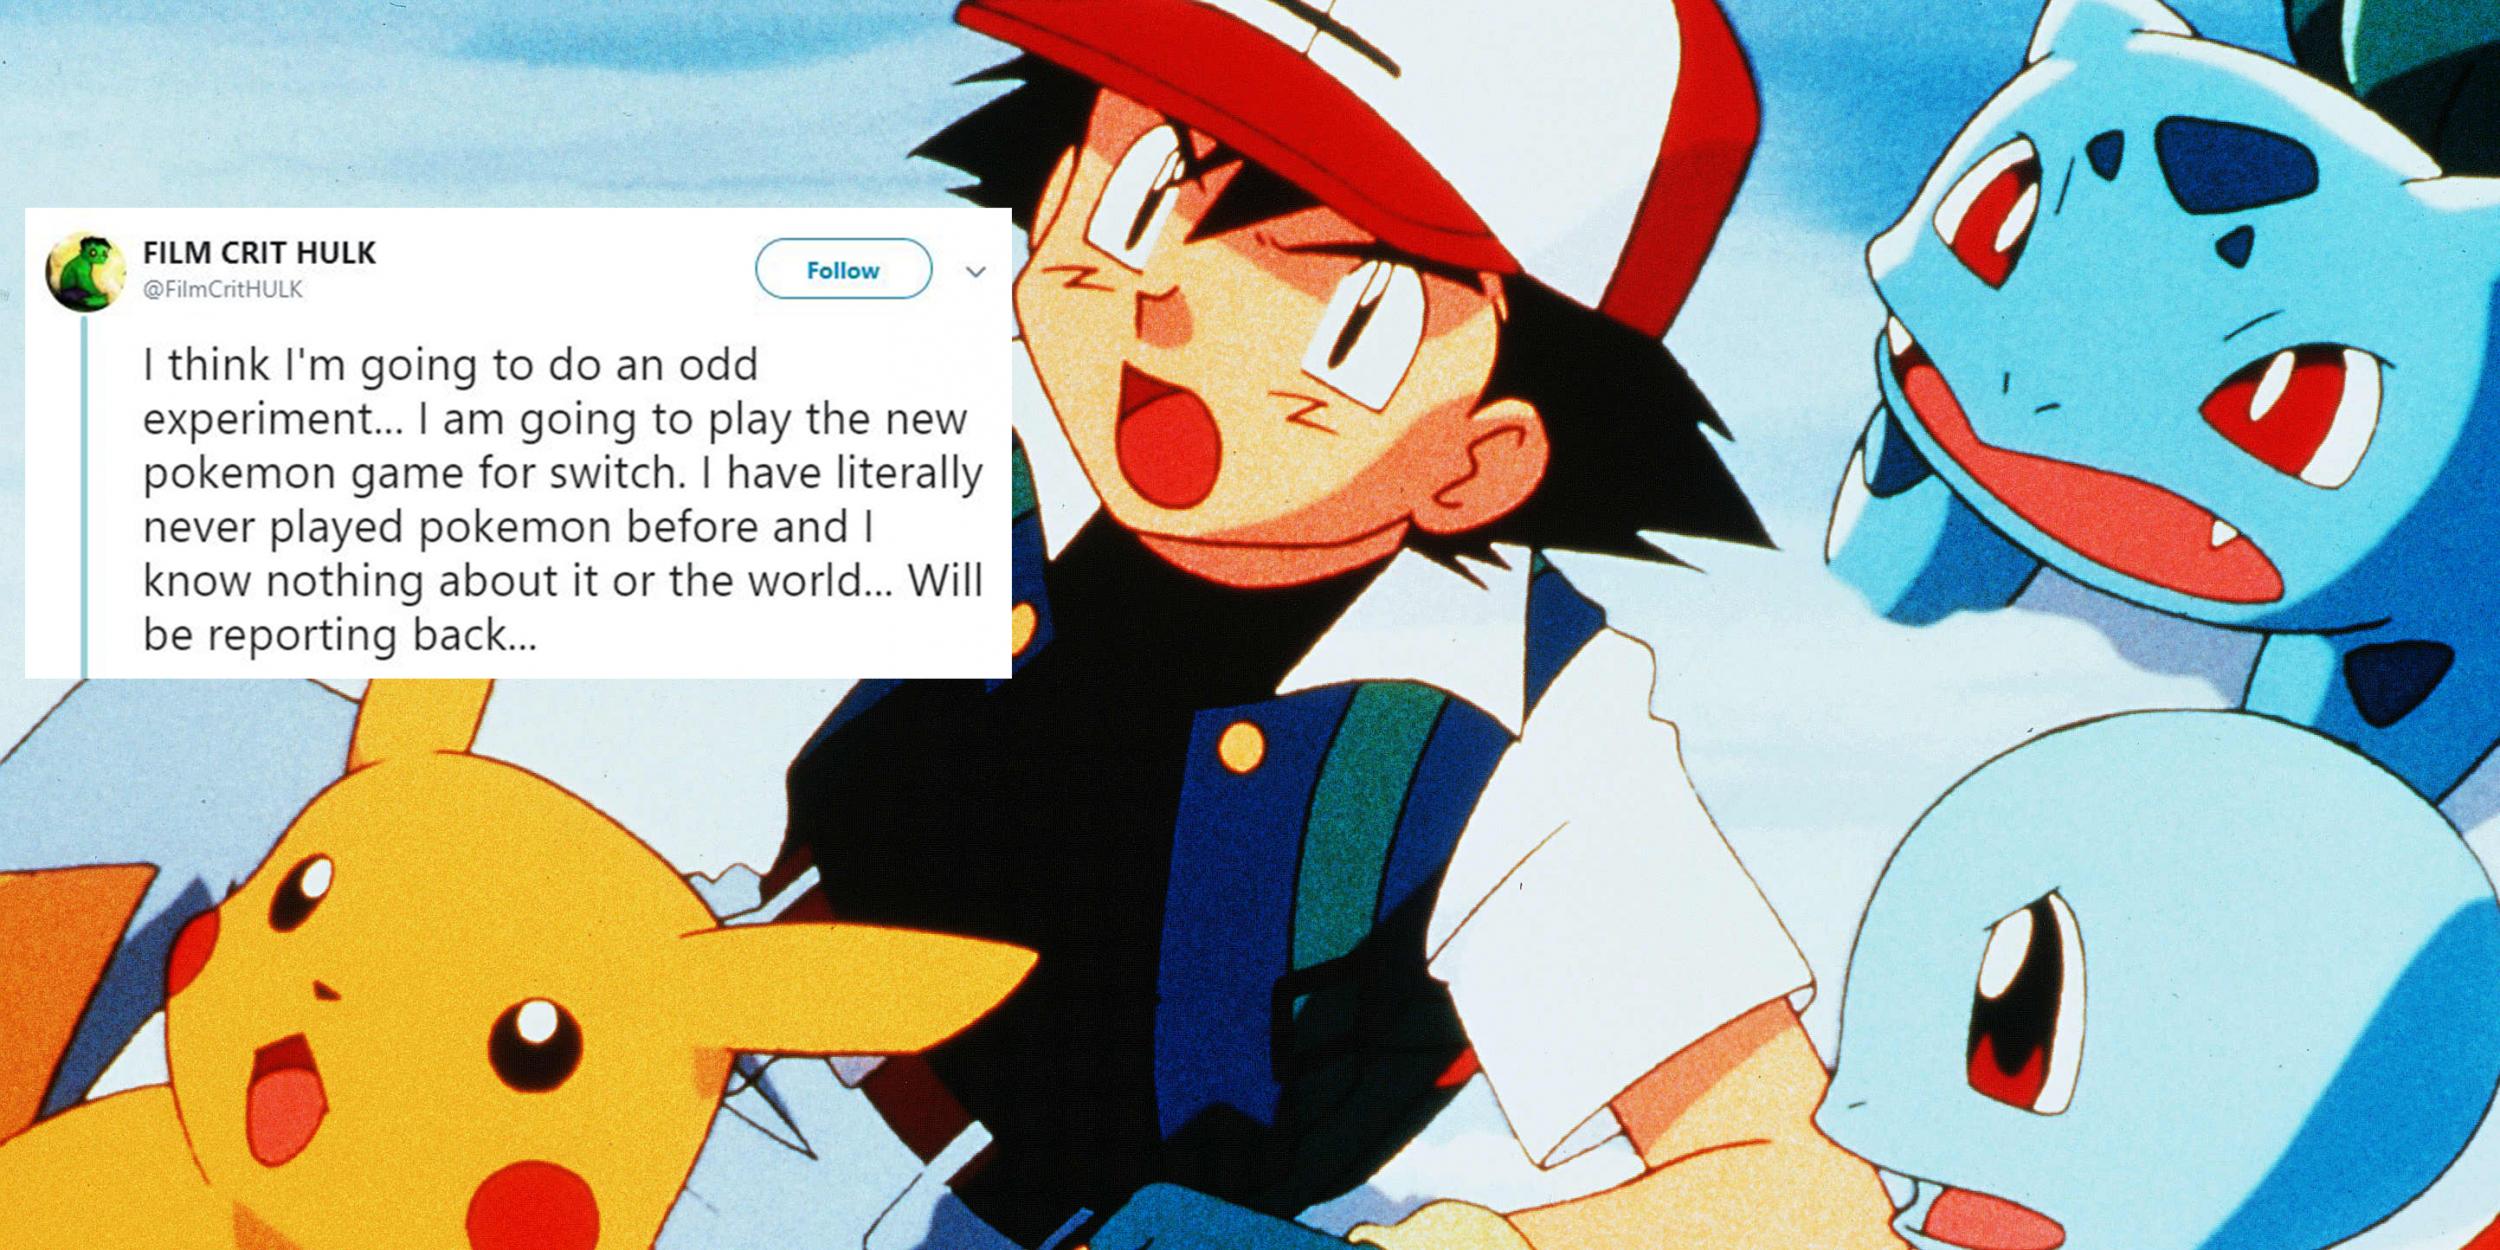 FILM CRIT HULK
@FilmCritHULK
Follow
I think I'm going to do an odd
experiment... I am going to play the new
pokemon game for switch. I have literally
never played pokemon before and I
know nothing about it or the world... Will
be reporting back...